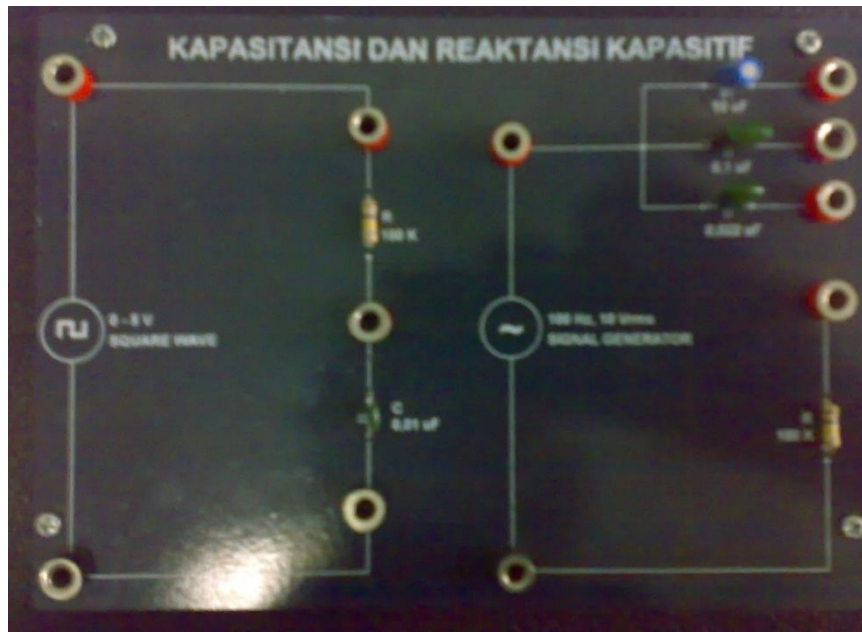 KAPASITANSI DAN REAKTANSI KAPASITIF
10 uF
0,1 uF
0,022 uF
R
100 K
0 - 5 V
SQUARE WAVE
C
0,01 uF
100 Hz, 10 Vrms
SIGNAL GENERATOR
R
100 K